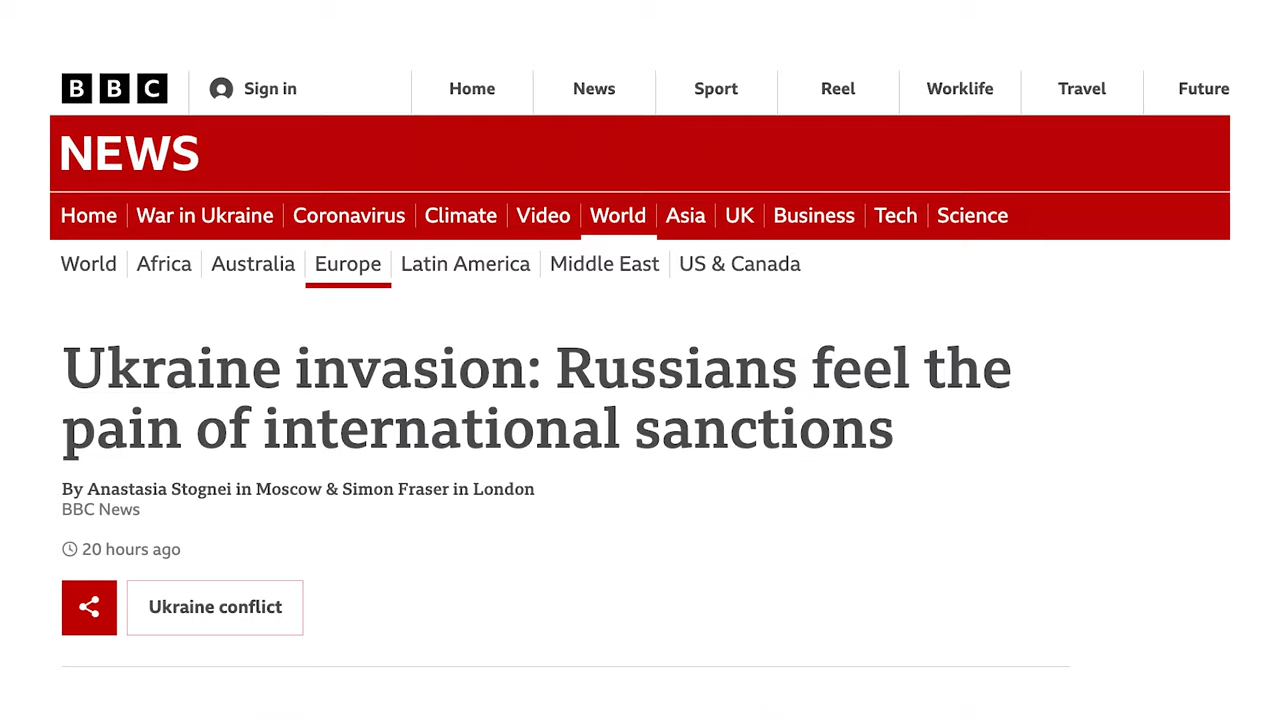 BBC Sign in Home News Sport Reel Worklife Travel Future
NEWS
Home War in Ukraine Coronavirus Climate Video World Asia UK Business Tech Science
World Africa Australia Europe Latin America Middle East US & Canada
Ukraine invasion: Russians feel the
pain of international sanctions
By Anastasia Stognei in Moscow & Simon Fraser in London
BBC News
20 hours ago
Ukraine conflict